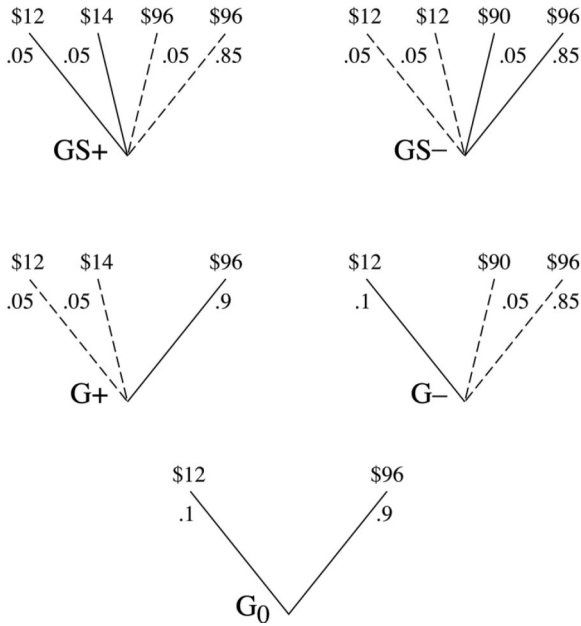 $12 $14 $96 $96
.05 .05 .05 .85
GS+
$12 $12 $90 $96
.05 .05 .05 .85
GS−
$12 $14 $96
.05 .05 .9
G+
$12 $90 $96
.1 .05 .85
G−
$12 $96
.1 .9
G0